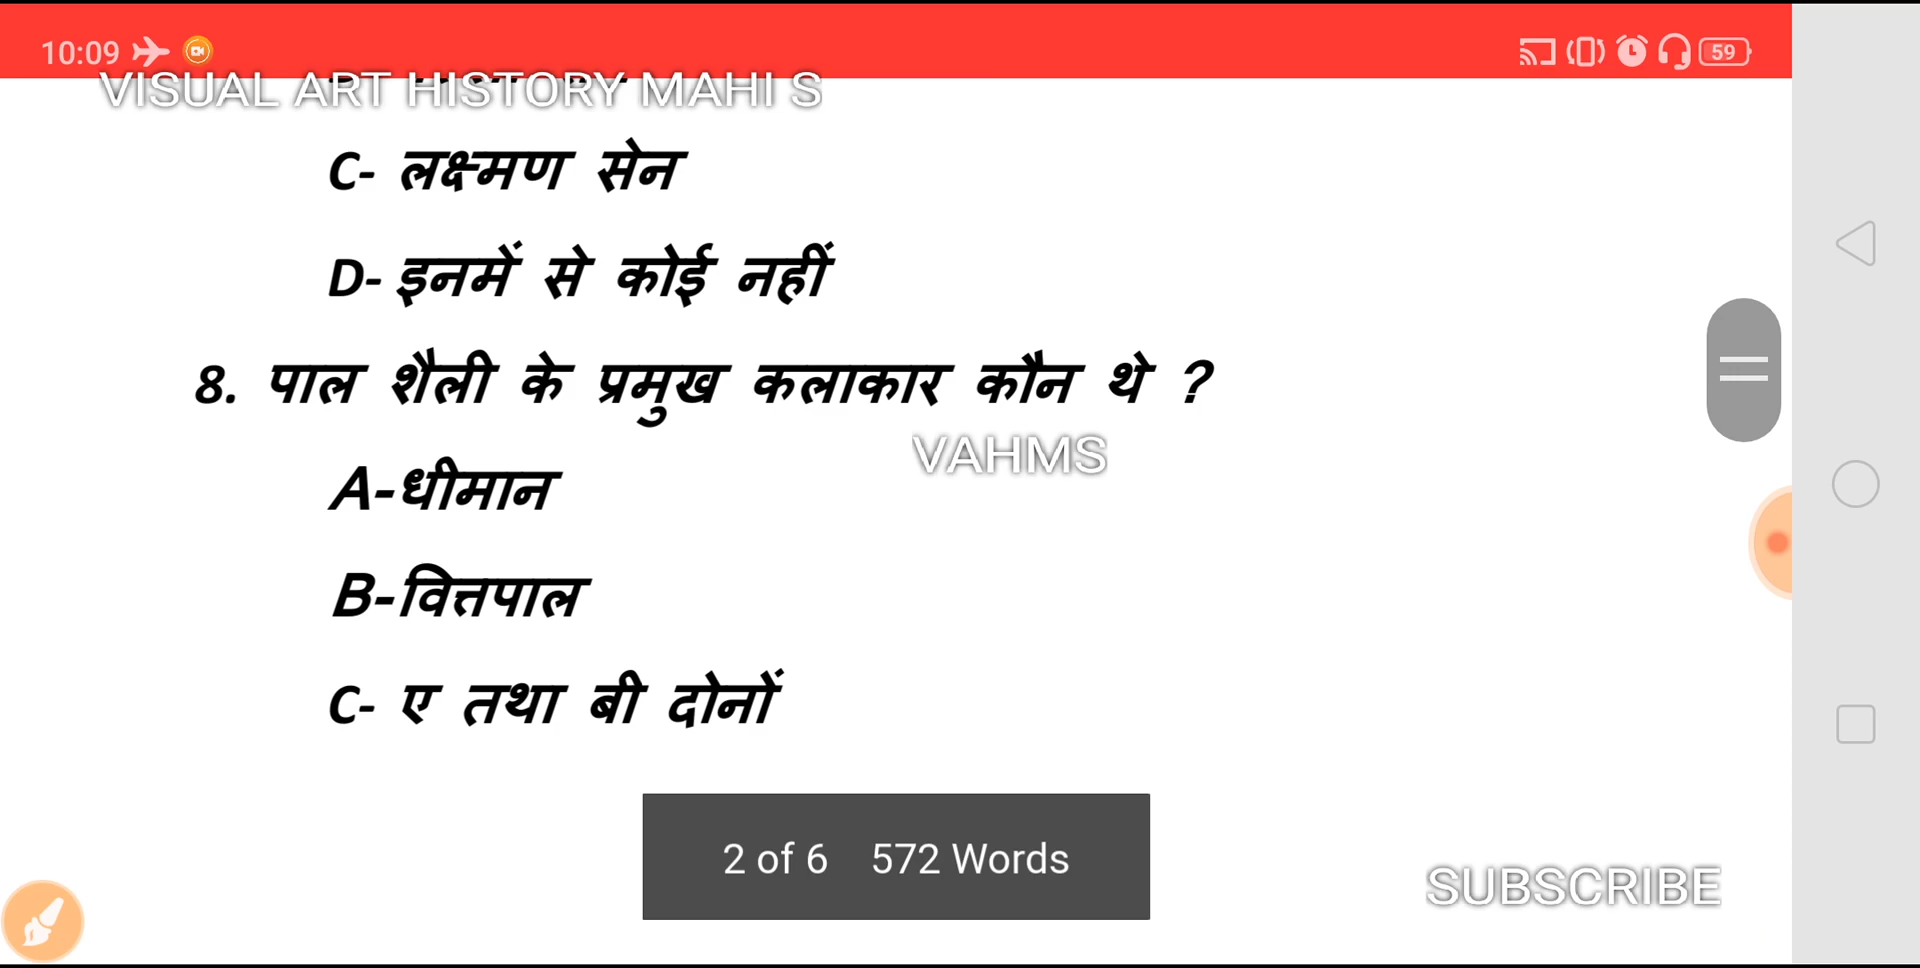 10:09
59
VISUAL ART HISTORY MAHI S
C- लक्ष्मण सेन
D- इनमें से कोई नहीं
8. पाल शैली के प्रमुख कलाकार कौन थे ?
VAHMS
A-धीमान
B-वित्तपाल
C- ए तथा बी दोनों
2 of 6 572 Words
SUBSCRIBE